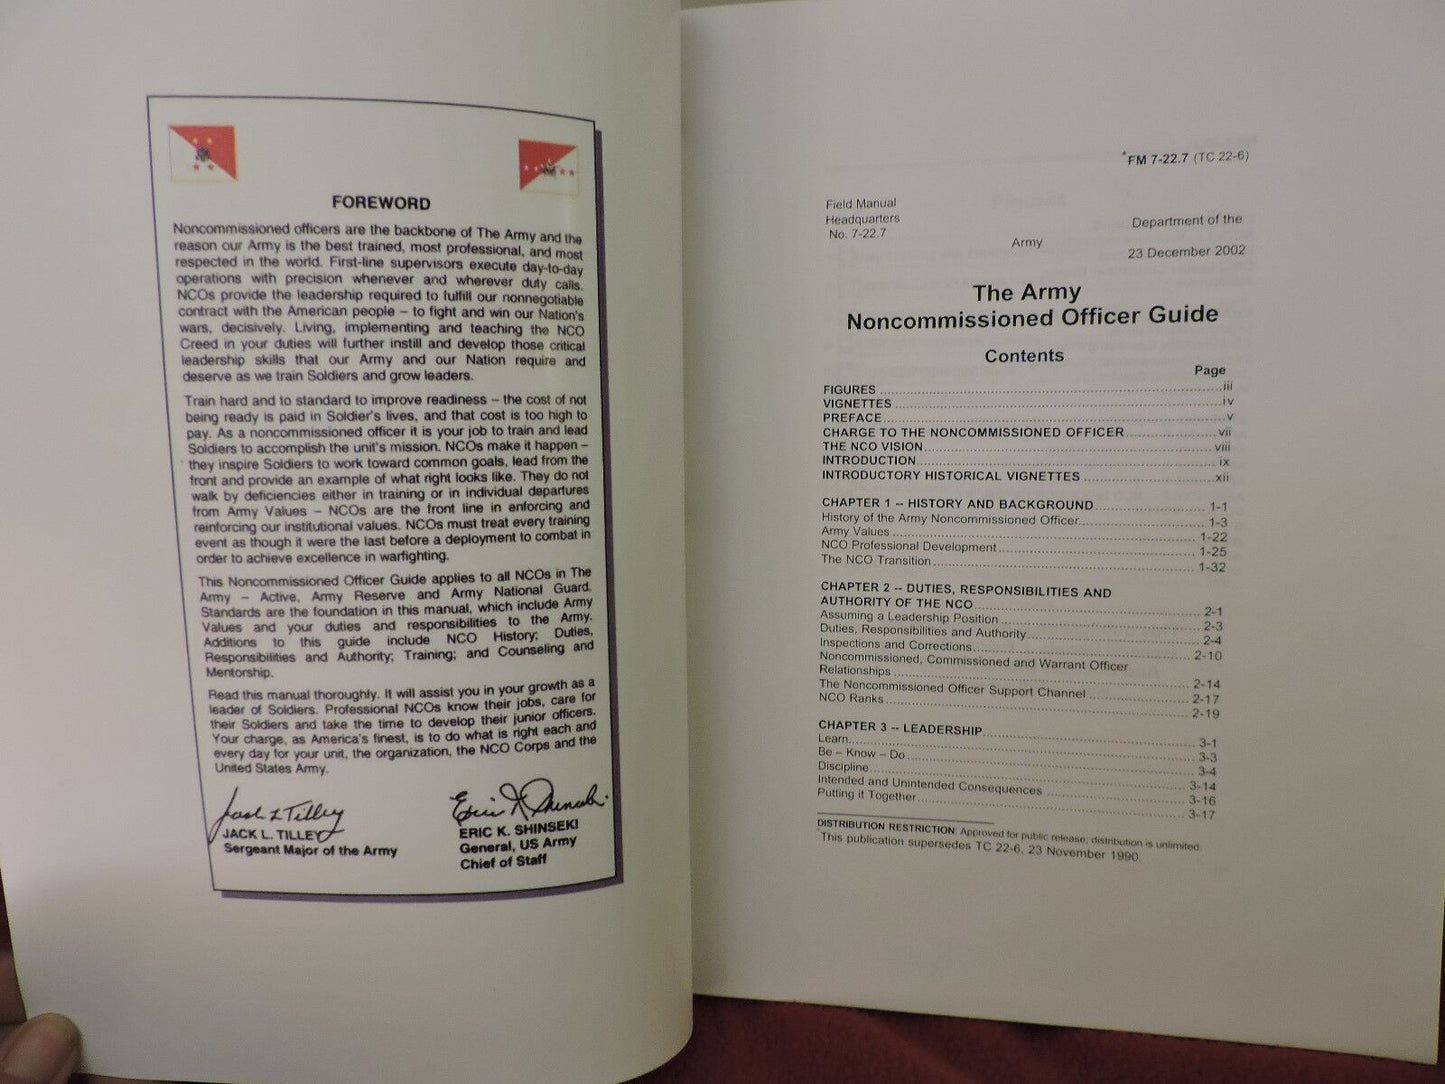 FOREWORD
Noncommissioned officers are the backbone of The Army and the
reason our Army is the best trained, most professional, and most
respected in the world. First-line supervisors execute day-to-day
operations with precision whenever and wherever duty calls.
NCOs provide the leadership required to fulfill our nonnegotiable
contract with the American people – to fight and win our Nation's
wars, decisively. Living, implementing and teaching the NCO
Creed in your duties will further instill and develop those critical
leadership skills that our Army and our Nation require and
deserve as we train Soldiers and grow leaders.
Train hard and to standard to improve readiness – the cost of not
being ready is paid in Soldier's lives, and that cost is too high to
pay. As a noncommissioned officer it is your job to train and lead
Soldiers to accomplish the unit's mission. NCOs make it happen –
they inspire Soldiers to work toward common goals, lead from the
front and provide an example of what right looks like. They do not
walk by deficiencies either in training or in individual departures
from Army Values – NCOs are the front line in enforcing and
reinforcing our institutional values. NCOs must treat every training
event as though it were the last before a deployment to combat in
order to achieve excellence in warfighting.
This Noncommissioned Officer Guide applies to all NCOs in The
Army – Active, Army Reserve and Army National Guard.
Standards are the foundation in this manual, which include Army
Values and your duties and responsibilities to the Army.
Additions to this guide include NCO History; Duties,
Responsibilities and Authority; Training; and Counseling and
Mentorship.
Read this manual thoroughly. It will assist you in your growth as a
leader of Soldiers. Professional NCOs know their jobs, care for
their Soldiers and take the time to develop their junior officers.
Your charge, as America's finest, is to do what is right each and
every day for your unit, the organization, the NCO Corps and the
United States Army.
Jack L Tilley
JACK L. TILLEY
Sergeant Major of the Army
Eric K. Shinseki
ERIC K. SHINSEKI
General, US Army
Chief of Staff
*FM 7-22.7 (TC 22-6)
Field Manual
Headquarters
No. 7-22.7
Department of the
Army
23 December 2002
The Army
Noncommissioned Officer Guide
Contents
Page
FIGURES iii
VIGNETTES iv
PREFACE v
CHARGE TO THE NONCOMMISSIONED OFFICER vii
THE NCO VISION viii
INTRODUCTION ix
INTRODUCTORY HISTORICAL VIGNETTES xii
CHAPTER 1 -- HISTORY AND BACKGROUND 1-1
History of the Army Noncommissioned Officer 1-3
Army Values 1-22
NCO Professional Development 1-25
The NCO Transition 1-32
CHAPTER 2 -- DUTIES, RESPONSIBILITIES AND
AUTHORITY OF THE NCO 2-1
Assuming a Leadership Position 2-3
Duties, Responsibilities and Authority 2-4
Inspections and Corrections 2-10
Noncommissioned, Commissioned and Warrant Officer
Relationships 2-14
The Noncommissioned Officer Support Channel 2-17
NCO Ranks 2-19
CHAPTER 3 -- LEADERSHIP 3-1
Learn 3-3
Be – Know – Do 3-4
Discipline 3-14
Intended and Unintended Consequences 3-16
Putting it Together 3-17
DISTRIBUTION RESTRICTION: Approved for public release; distribution is unlimited.
*This publication supersedes TC 22-6, 23 November 1990.